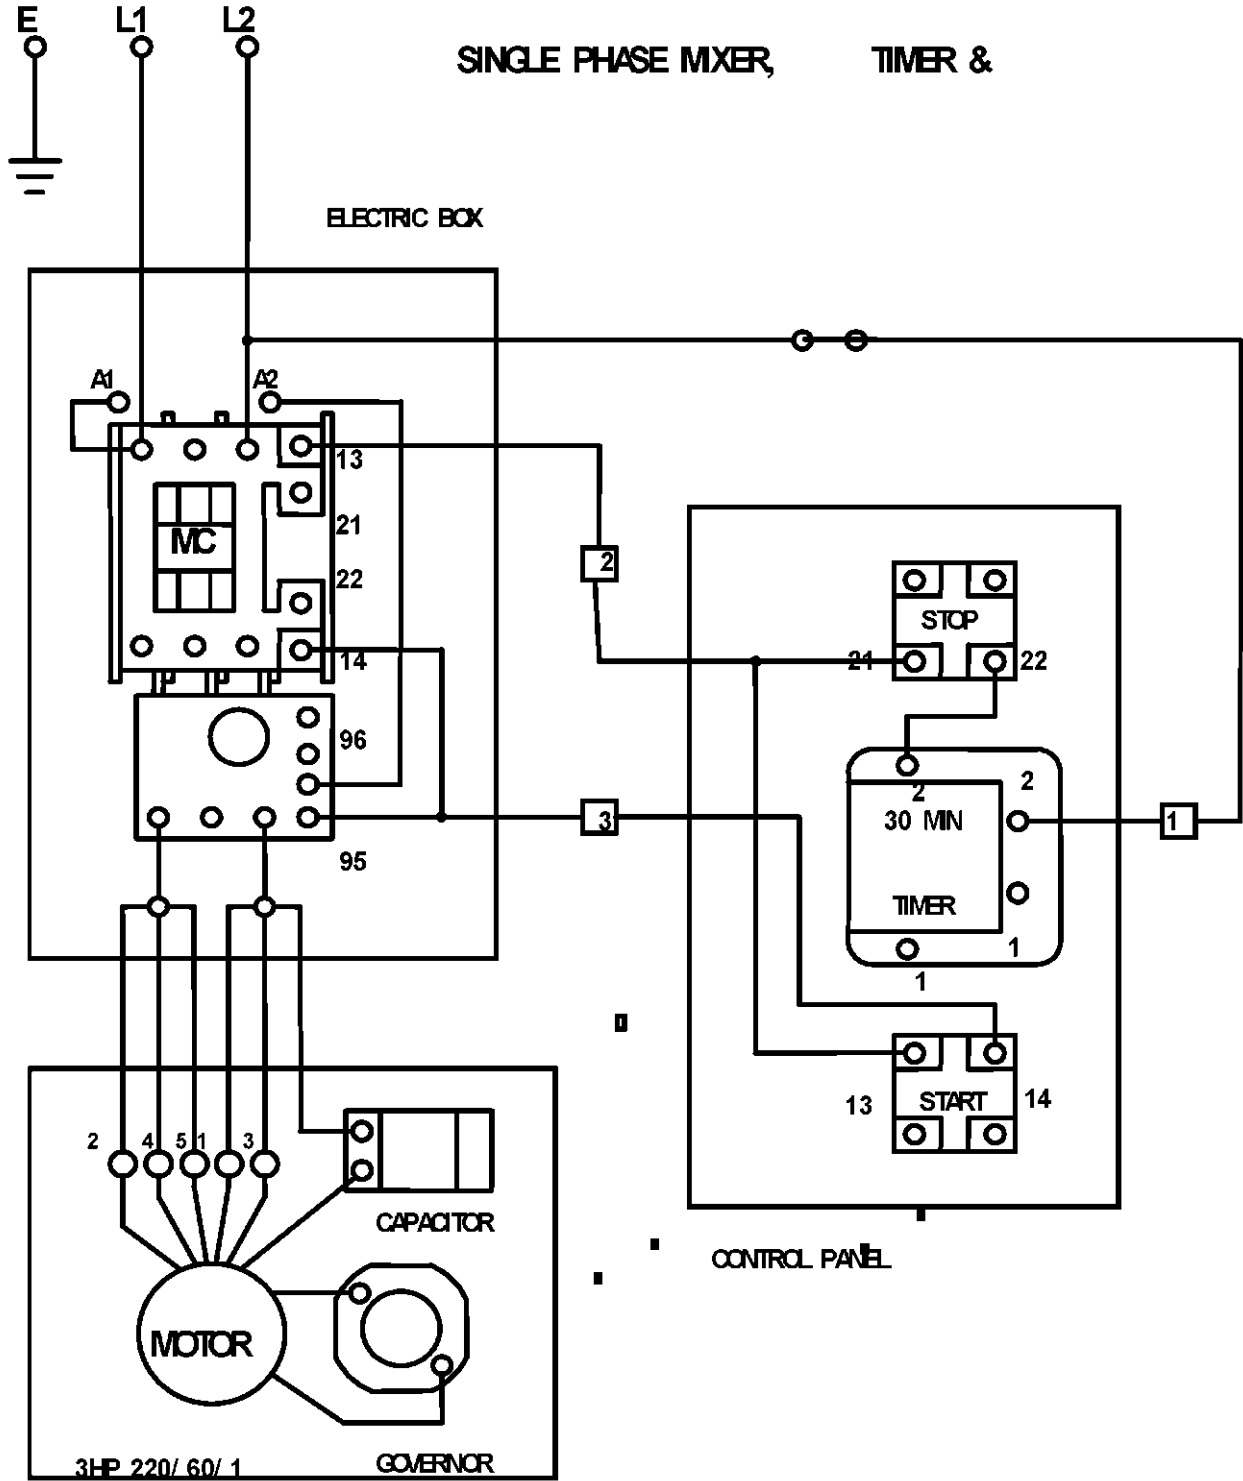 E L1 L2
SINGLE PHASE MIXER, TIMER &
ELECTRIC BOX
A1 A2
13
21
MC
22
14
2
STOP
21 22
96
2 2
30 MIN
3
1
95
TIMER
1
1
START
13 14
2 4 5 1 3
CAPACITOR
CONTROL PANEL
MOTOR
GOVERNOR
3HP 220/ 60/ 1